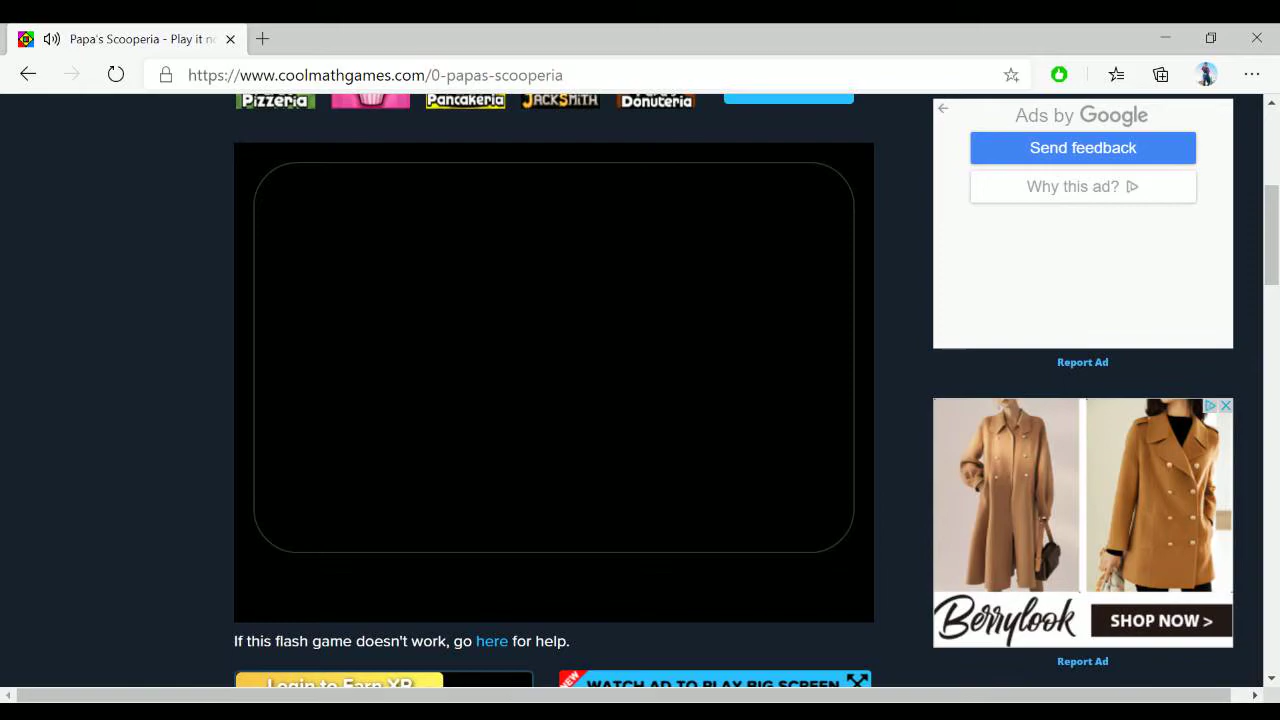 Papa's Scooperia - Play it no
https://www.coolmathgames.com/0-papas-scooperia
Pizzeria
Pancakeria
JACKSMITH
Donuteria
Ads by Google
Send feedback
Why this ad?
Report Ad
Berrylook
SHOP NOW >
Report Ad
If this flash game doesn't work, go here for help.
Login to Earn XP
NEW
WATCH AD TO PLAY BIG SCREEN